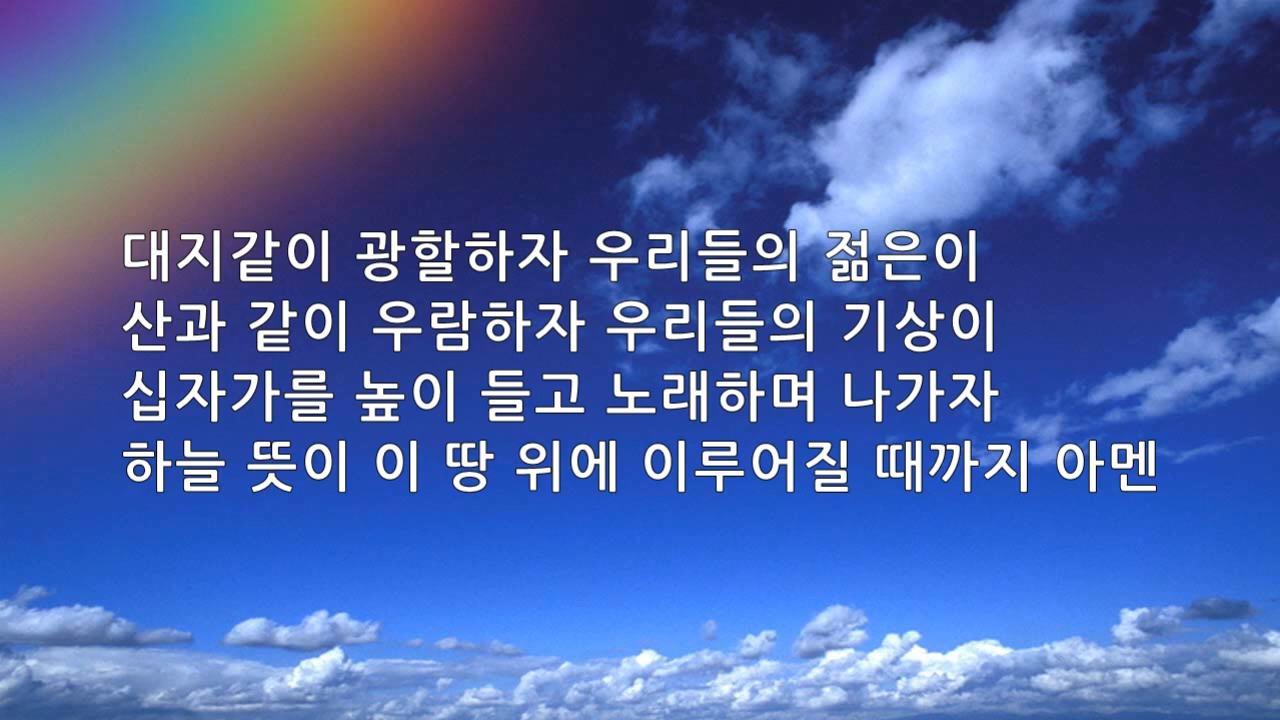 대지같이 광할하자 우리들의 젊은이
산과 같이 우람하자 우리들의 기상이
십자가를 높이 들고 노래하며 나가자
하늘 뜻이 이 땅 위에 이루어질 때까지 아멘